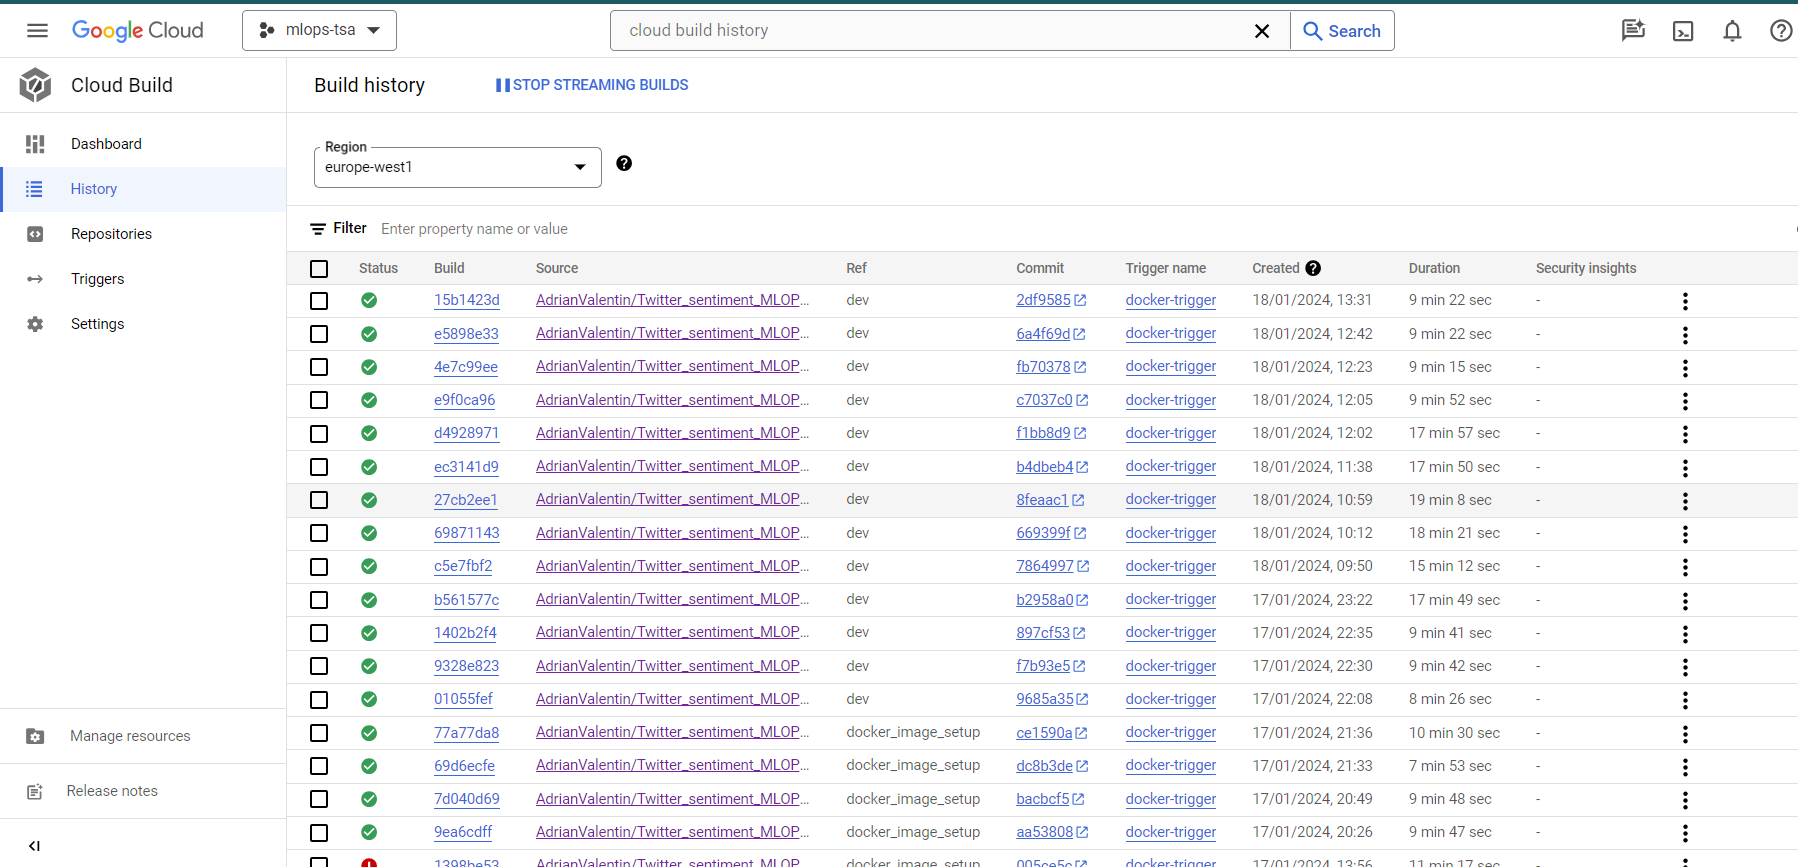 Google Cloud mlops-tsa cloud build history Search
Cloud Build Build history STOP STREAMING BUILDS
Dashboard
History
Repositories
Triggers
Settings
Manage resources
Release notes
Region
europe-west1
Filter Enter property name or value
Status Build Source Ref Commit Trigger name Created Duration Security insights
15b1423d AdrianValentin/Twitter_sentiment_MLOP... dev 2df9585 docker-trigger 18/01/2024, 13:31 9 min 22 sec -
e5898e33 AdrianValentin/Twitter_sentiment_MLOP... dev 6a4f69d docker-trigger 18/01/2024, 12:42 9 min 22 sec -
4e7c99ee AdrianValentin/Twitter_sentiment_MLOP... dev fb70378 docker-trigger 18/01/2024, 12:23 9 min 15 sec -
e9f0ca96 AdrianValentin/Twitter_sentiment_MLOP... dev c7037c0 docker-trigger 18/01/2024, 12:05 9 min 52 sec -
d4928971 AdrianValentin/Twitter_sentiment_MLOP... dev f1bb8d9 docker-trigger 18/01/2024, 12:02 17 min 57 sec -
ec3141d9 AdrianValentin/Twitter_sentiment_MLOP... dev b4dbeb4 docker-trigger 18/01/2024, 11:38 17 min 50 sec -
27cb2ee1 AdrianValentin/Twitter_sentiment_MLOP... dev 8feaac1 docker-trigger 18/01/2024, 10:59 19 min 8 sec -
69871143 AdrianValentin/Twitter_sentiment_MLOP... dev 669399f docker-trigger 18/01/2024, 10:12 18 min 21 sec -
c5e7fbf2 AdrianValentin/Twitter_sentiment_MLOP... dev 7864997 docker-trigger 18/01/2024, 09:50 15 min 12 sec -
b561577c AdrianValentin/Twitter_sentiment_MLOP... dev b2958a0 docker-trigger 17/01/2024, 23:22 17 min 49 sec -
1402b2f4 AdrianValentin/Twitter_sentiment_MLOP... dev 897cf53 docker-trigger 17/01/2024, 22:35 9 min 41 sec -
9328e823 AdrianValentin/Twitter_sentiment_MLOP... dev f7b93e5 docker-trigger 17/01/2024, 22:30 9 min 42 sec -
01055fef AdrianValentin/Twitter_sentiment_MLOP... dev 9685a35 docker-trigger 17/01/2024, 22:08 8 min 26 sec -
77a77da8 AdrianValentin/Twitter_sentiment_MLOP... docker_image_setup ce1590a docker-trigger 17/01/2024, 21:36 10 min 30 sec -
69d6ecfe AdrianValentin/Twitter_sentiment_MLOP... docker_image_setup dc8b3de docker-trigger 17/01/2024, 21:33 7 min 53 sec -
7d040d69 AdrianValentin/Twitter_sentiment_MLOP... docker_image_setup bacbcf5 docker-trigger 17/01/2024, 20:49 9 min 48 sec -
9ea6cdff AdrianValentin/Twitter_sentiment_MLOP... docker_image_setup aa53808 docker-trigger 17/01/2024, 20:26 9 min 47 sec -
1398be53 AdrianValentin/Twitter_sentiment_MLOP... docker_image_setup 005ce5c docker-trigger 17/01/2024, 13:56 11 min 17 sec